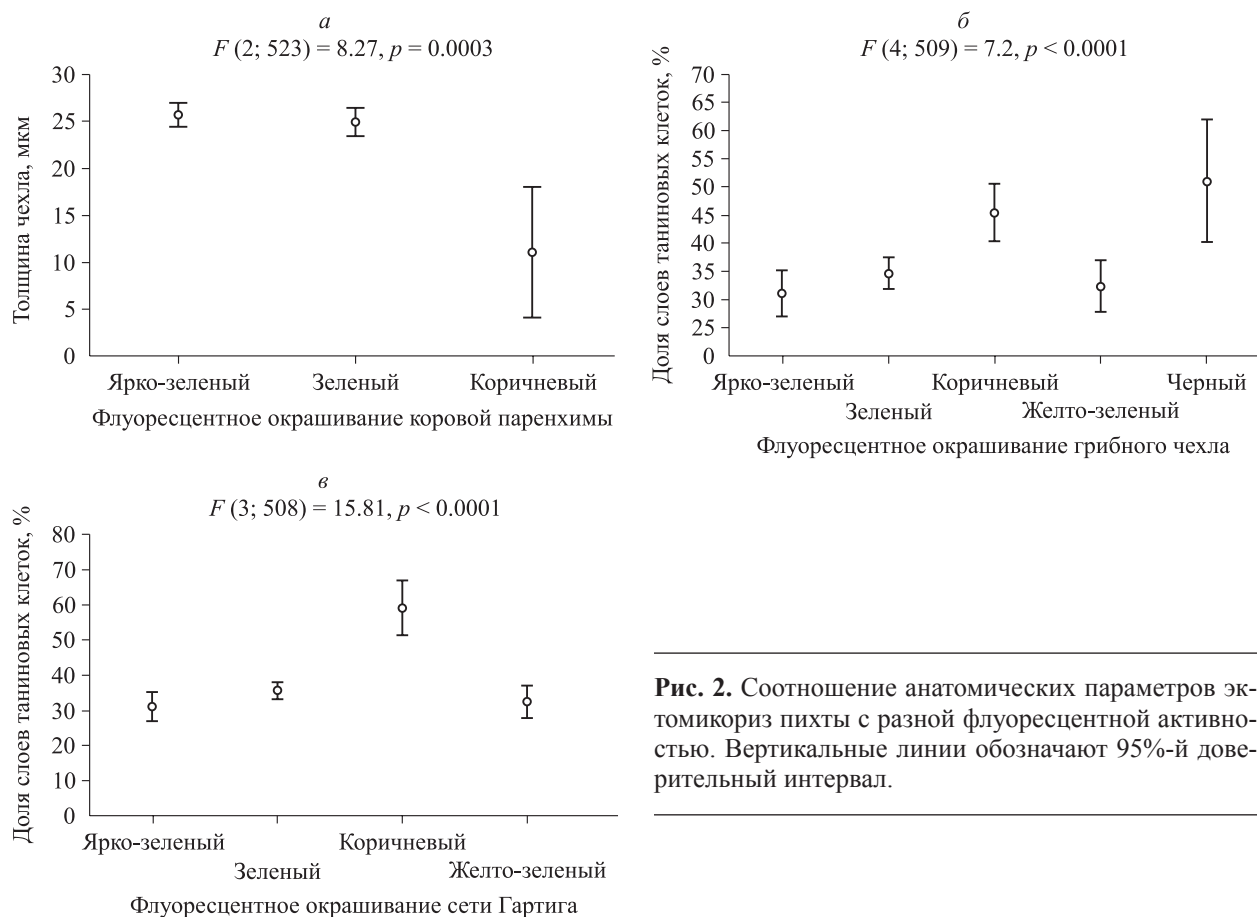 а
F (2; 523) = 8.27, p = 0.0003
Толщина чехла, мкм
30
25
20
15
10
5
0
Ярко-зеленый
Зеленый
Коричневый
Флуоресцентное окрашивание коровой паренхимы
б
F (4; 509) = 7.2, p < 0.0001
Доля слоев таниновых клеток, %
70
65
60
55
50
45
40
35
30
25
20
15
10
5
0
Ярко-зеленый
Зеленый
Коричневый
Желто-зеленый
Черный
Флуоресцентное окрашивание грибного чехла
в
F (3; 508) = 15.81, p < 0.0001
Доля слоев таниновых клеток, %
80
70
60
50
40
30
20
10
0
Ярко-зеленый
Зеленый
Коричневый
Желто-зеленый
Флуоресцентное окрашивание сети Гартига
Рис. 2. Соотношение анатомических параметров эк-
томикориз пихты с разной флуоресцентной активно-
стью. Вертикальные линии обозначают 95%-й дове-
рительный интервал.